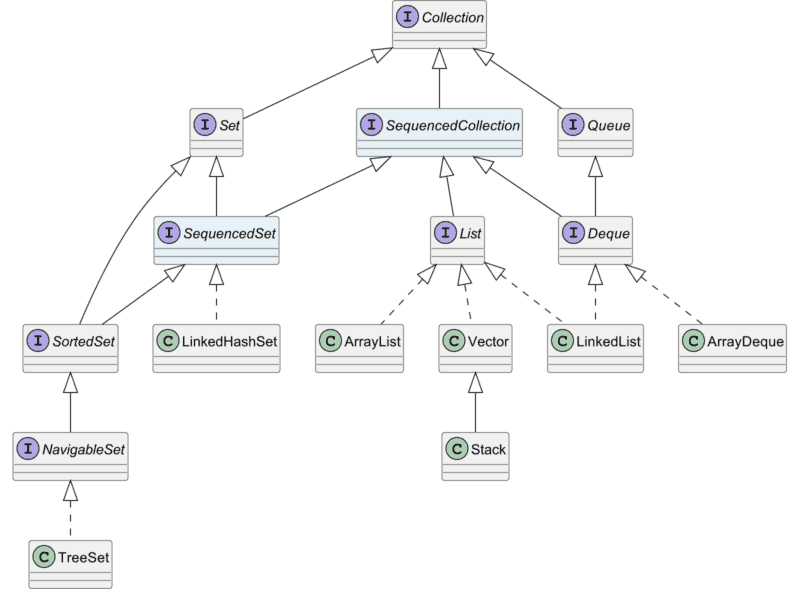 I Collection
I Set
I SequencedCollection
I Queue
I SequencedSet
I List
I Deque
I SortedSet
C LinkedHashSet
C ArrayList
C Vector
C LinkedList
C ArrayDeque
I NavigableSet
C Stack
C TreeSet